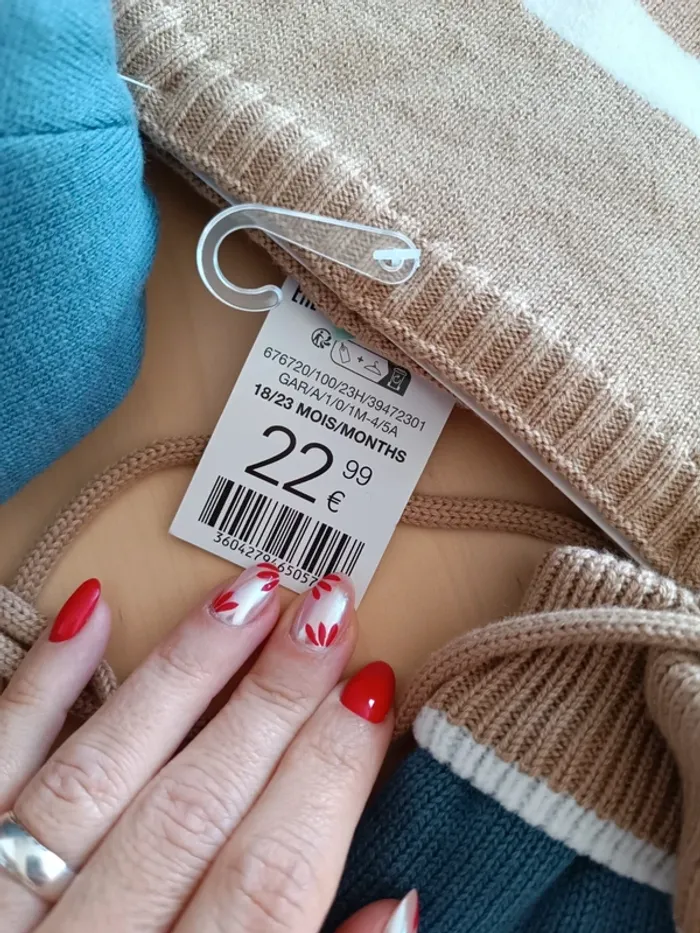 676720/100/23H/39472301
GAR/A/1/0/1M-4/5A
18/23 MOIS/MONTHS
22 99
€